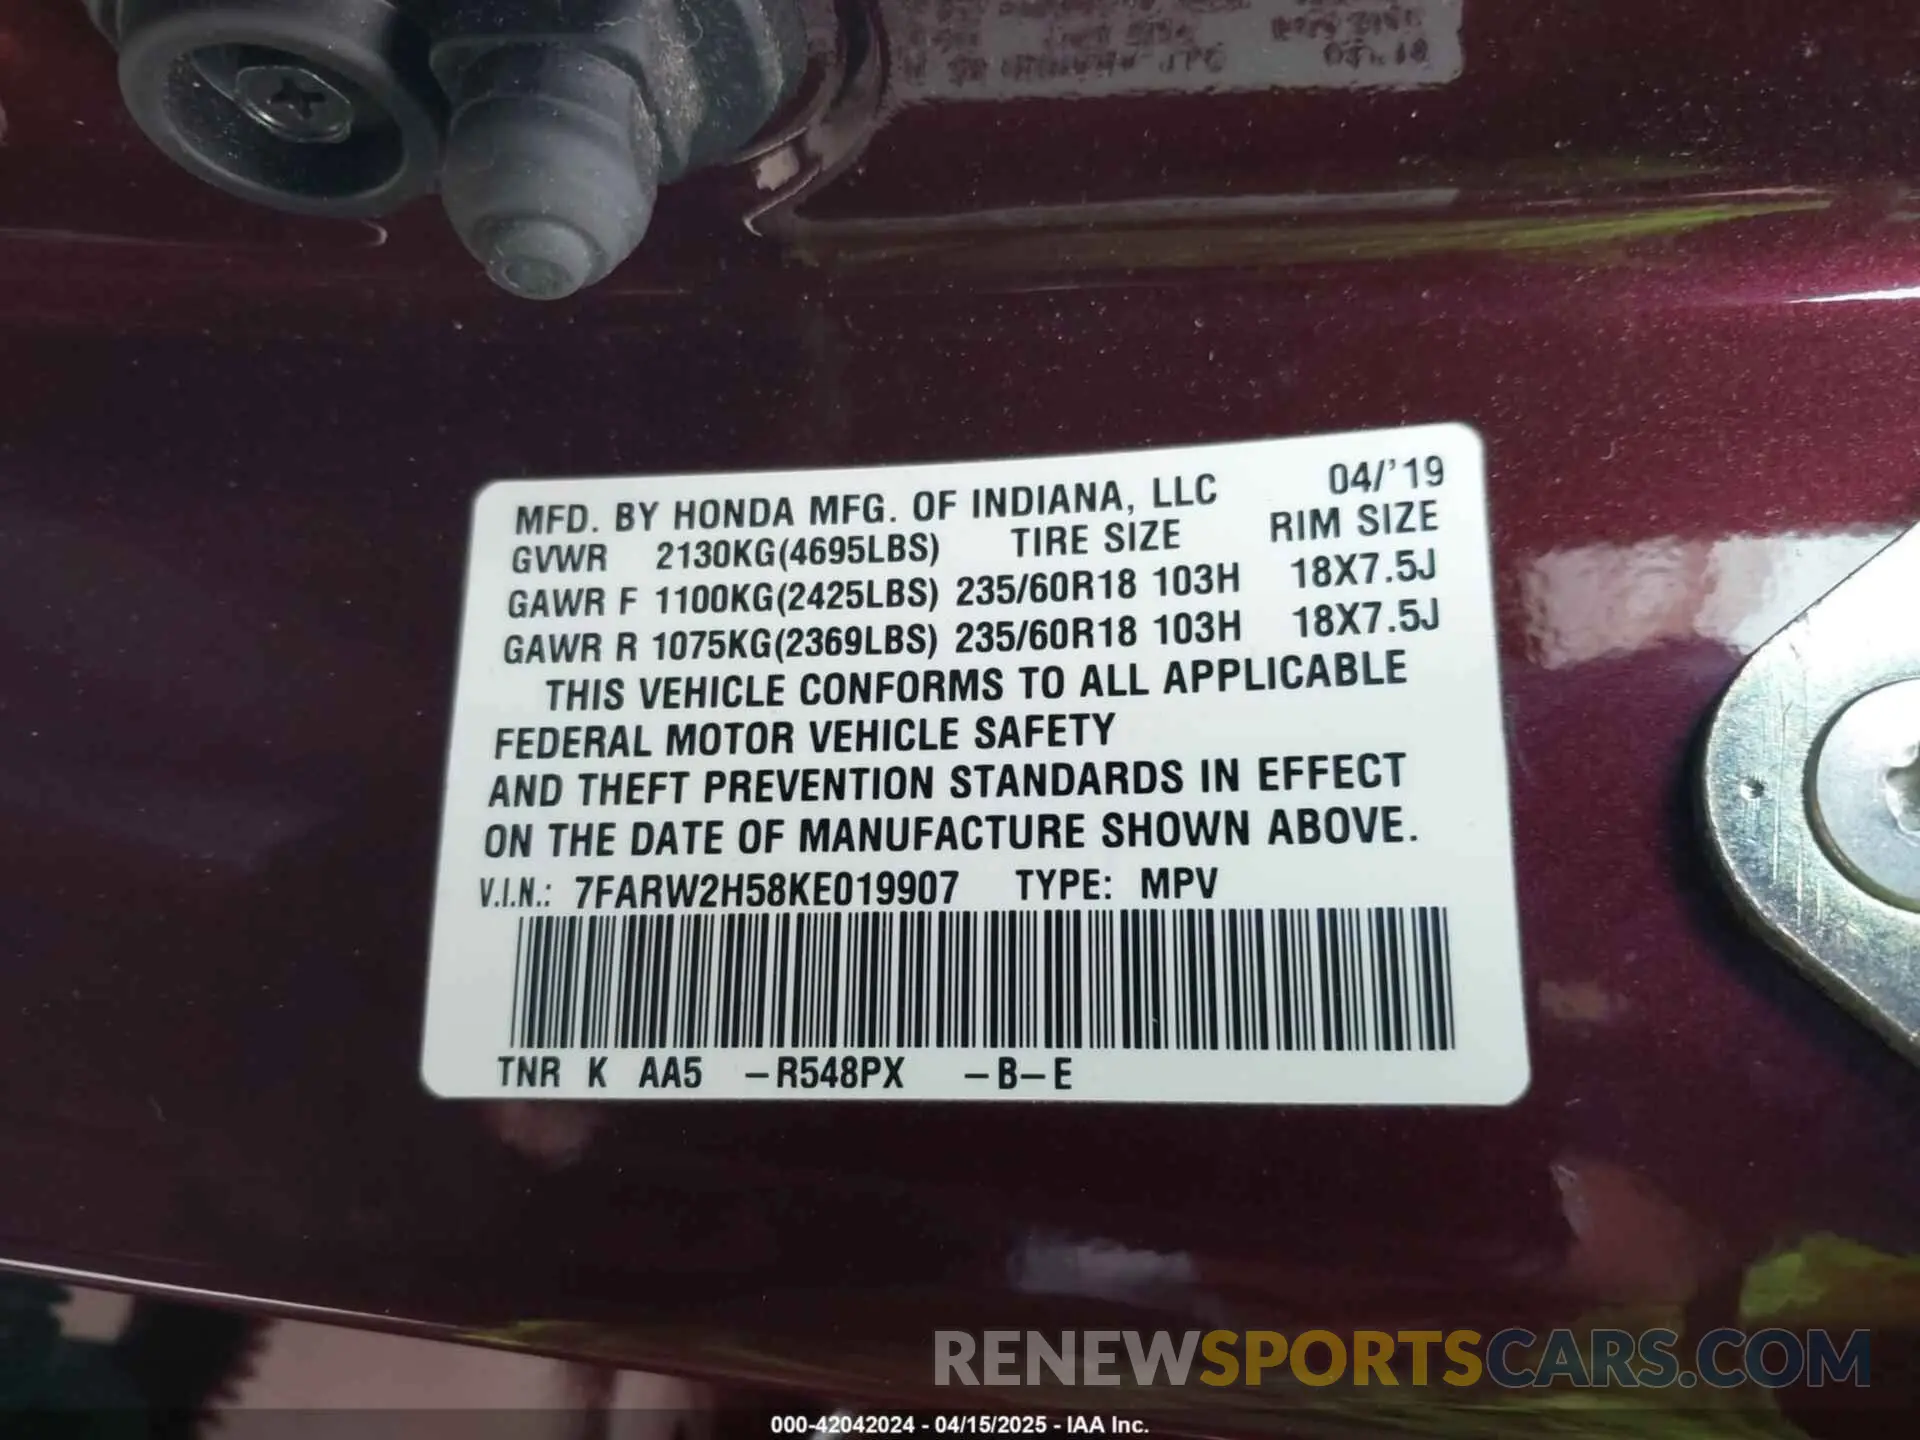 MFD. BY HONDA MFG. OF INDIANA, LLC 04/'19
GVWR 2130KG(4695LBS) TIRE SIZE RIM SIZE
GAWR F 1100KG(2425LBS) 235/60R18 103H 18X7.5J
GAWR R 1075KG(2369LBS) 235/60R18 103H 18X7.5J
THIS VEHICLE CONFORMS TO ALL APPLICABLE
FEDERAL MOTOR VEHICLE SAFETY
AND THEFT PREVENTION STANDARDS IN EFFECT
ON THE DATE OF MANUFACTURE SHOWN ABOVE.
V.I.N.: 7FARW2H58KE019907 TYPE: MPV
TNR K AA5 –R548PX –B–E
RENEWSPORTSCARS.COM
000-42042024 - 04/15/2025 - IAA Inc.